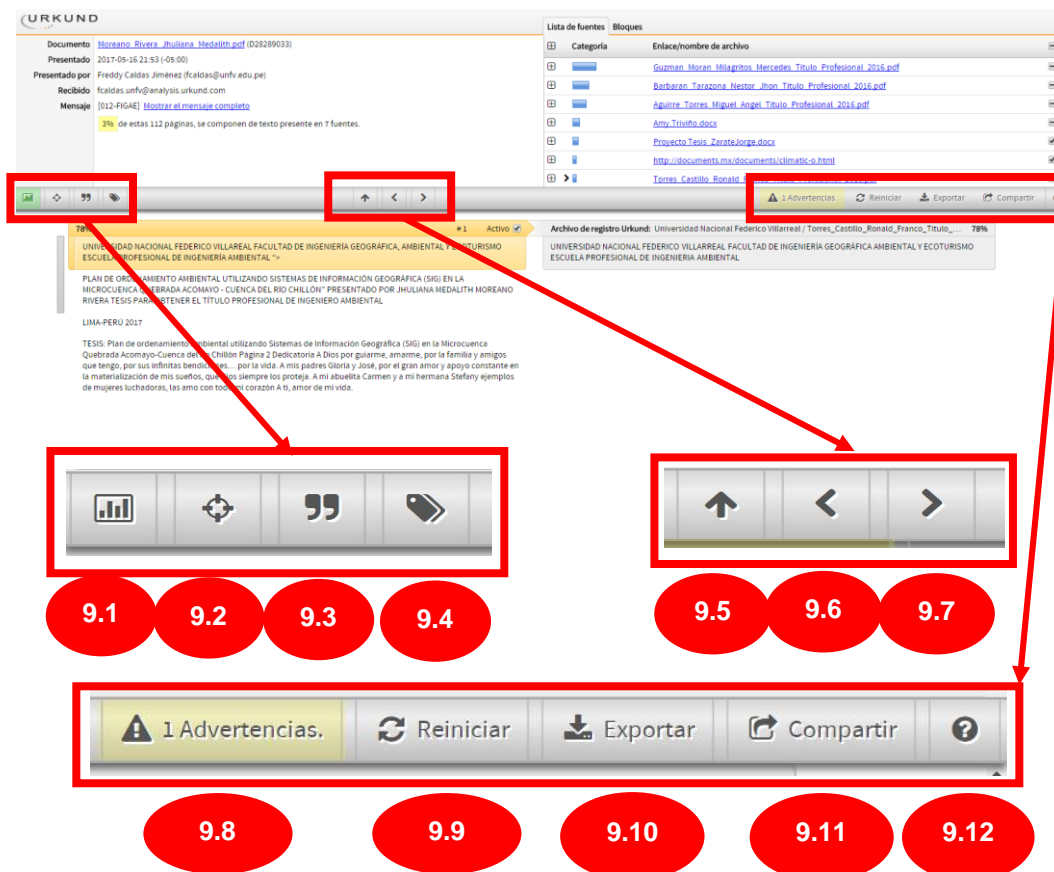 URKUND
Lista de fuentes Bloques
Documento Moreano_Rivera_Jhuliana_Medalith.pdf (D28289033)
Presentado 2017-05-16 21:53 (-05:00)
Presentado por Freddy Caldas Jiménez (fcaldas@unfv.edu.pe)
Recibido fcaldas.unfv@analysis.urkund.com
Mensaje [012-FIGAE] Mostrar el mensaje completo
3% de estas 112 páginas, se componen de texto presente en 7 fuentes.
Categoría Enlace/nombre de archivo
Guzman_Moran_Milagritos_Mercedes_Titulo_Profesional_2016.pdf
Barbaran_Tarazona_Nestor_Jhon_Titulo_Profesional_2016.pdf
Aguirre_Torres_Miguel_Angel_Titulo_Profesional_2016.pdf
Amy.Triviño.docx
Proyecto Tesis_ZarateJorge.docx
http://documents.mx/documents/climatic-o.html
Torres_Castillo_Ronald
1 Advertencias. Reiniciar Exportar Compartir
78% #1 Activo
UNIVERSIDAD NACIONAL FEDERICO VILLARREAL FACULTAD DE INGENIERÍA GEOGRÁFICA, AMBIENTAL Y ECOTURISMO
ESCUELA PROFESIONAL DE INGENIERÍA AMBIENTAL ">
Archivo de registro Urkund: Universidad Nacional Federico Villarreal / Torres_Castillo_Ronald_Franco_Titulo_... 78%
UNIVERSIDAD NACIONAL FEDERICO VILLARREAL FACULTAD DE INGENIERÍA GEOGRÁFICA AMBIENTAL Y ECOTURISMO
ESCUELA PROFESIONAL DE INGENIERIA AMBIENTAL
PLAN DE ORDENAMIENTO AMBIENTAL UTILIZANDO SISTEMAS DE INFORMACIÓN GEOGRÁFICA (SIG) EN LA
MICROCUENCA QUEBRADA ACOMAYO - CUENCA DEL RÍO CHILLÓN" PRESENTADO POR JHULIANA MEDALITH MOREANO
RIVERA TESIS PARA OBTENER EL TÍTULO PROFESIONAL DE INGENIERO AMBIENTAL
LIMA-PERÚ 2017
TESIS: Plan de ordenamiento ambiental utilizando Sistemas de Información Geográfica (SIG) en la Microcuenca
Quebrada Acomayo-Cuenca del Río Chillón Página 2 Dedicatoria A Dios por guiarme, amarme, por la familia y amigos
que tengo, por sus infinitas bendiciones… por la vida. A mis padres Gloria y José, por el gran amor y apoyo constante en
la materialización de mis sueños, que Dios siempre los proteja. A mi abuelita Carmen y a mi hermana Stefany ejemplos
de mujeres luchadoras, las amo con todo mi corazón A ti, amor de mi vida.
9.1 9.2 9.3 9.4 9.5 9.6 9.7
1 Advertencias. Reiniciar Exportar Compartir
9.8 9.9 9.10 9.11 9.12